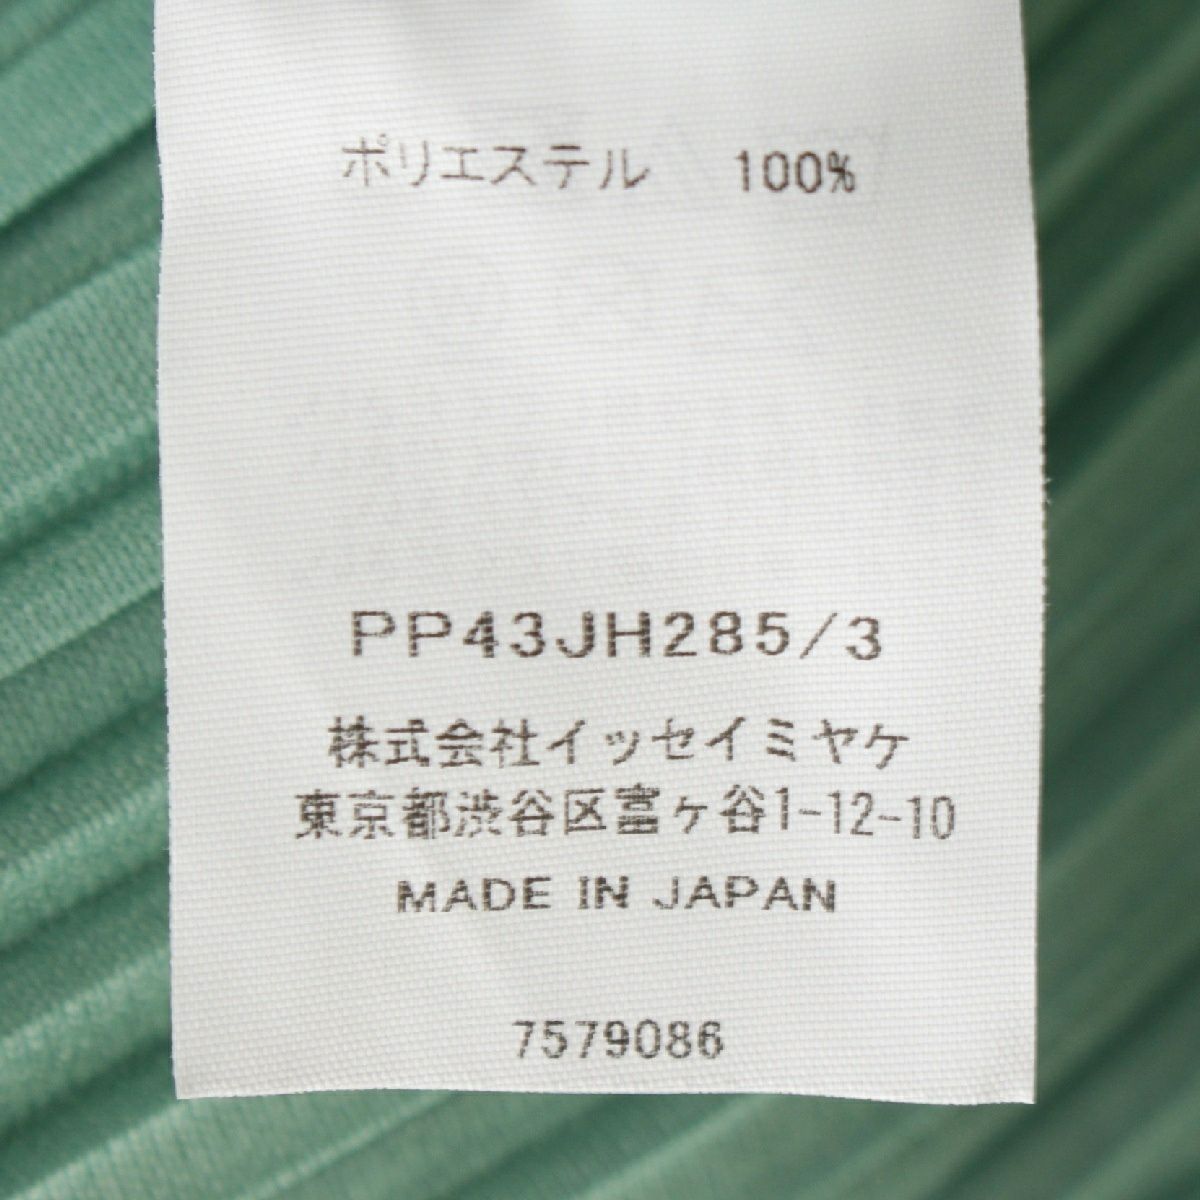 ポリエステル 100%
PP43JH285/3
株式会社イッセイミヤケ
東京都渋谷区富ヶ谷1-12-10
MADE IN JAPAN
7579086